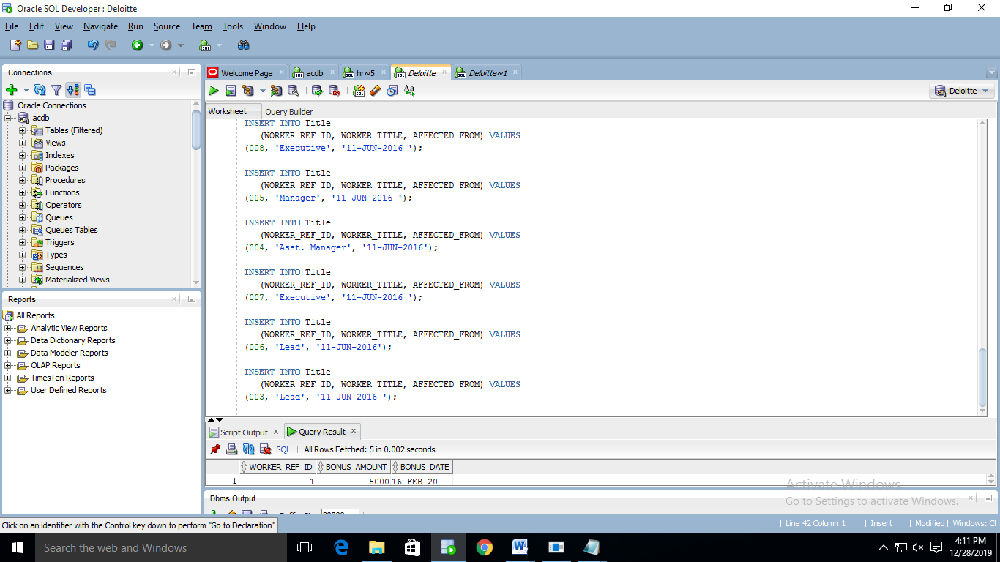 Oracle SQL Developer : Deloitte
File Edit View Navigate Run Source Team Tools Window Help
Connections
Oracle Connections
acdb
Tables (Filtered)
Views
Indexes
Packages
Procedures
Functions
Operators
Queues
Queues Tables
Triggers
Types
Sequences
Materialized Views
Reports
All Reports
Analytic View Reports
Data Dictionary Reports
Data Modeler Reports
OLAP Reports
TimesTen Reports
User Defined Reports
Welcome Page acdb hr~5 Deloitte Deloitte~1
Deloitte
Worksheet Query Builder
INSERT INTO Title
(WORKER_REF_ID, WORKER_TITLE, AFFECTED_FROM) VALUES
(008, 'Executive', '11-JUN-2016 ');
INSERT INTO Title
(WORKER_REF_ID, WORKER_TITLE, AFFECTED_FROM) VALUES
(005, 'Manager', '11-JUN-2016 ');
INSERT INTO Title
(WORKER_REF_ID, WORKER_TITLE, AFFECTED_FROM) VALUES
(004, 'Asst. Manager', '11-JUN-2016');
INSERT INTO Title
(WORKER_REF_ID, WORKER_TITLE, AFFECTED_FROM) VALUES
(007, 'Executive', '11-JUN-2016 ');
INSERT INTO Title
(WORKER_REF_ID, WORKER_TITLE, AFFECTED_FROM) VALUES
(006, 'Lead', '11-JUN-2016');
INSERT INTO Title
(WORKER_REF_ID, WORKER_TITLE, AFFECTED_FROM) VALUES
(003, 'Lead', '11-JUN-2016 ');
Script Output x Query Result x
SQL | All Rows Fetched: 5 in 0.002 seconds
WORKER_REF_ID BONUS_AMOUNT BONUS_DATE
1 1 5000 16-FEB-20
Activate Windows
Go to Settings to activate Windows.
Dbms Output
Click on an identifier with the Control key down to perform "Go to Declaration"
| Line 42 Column 1 | Insert | Modified | Windows: CF
Search the web and Windows
4:11 PM
12/28/2019